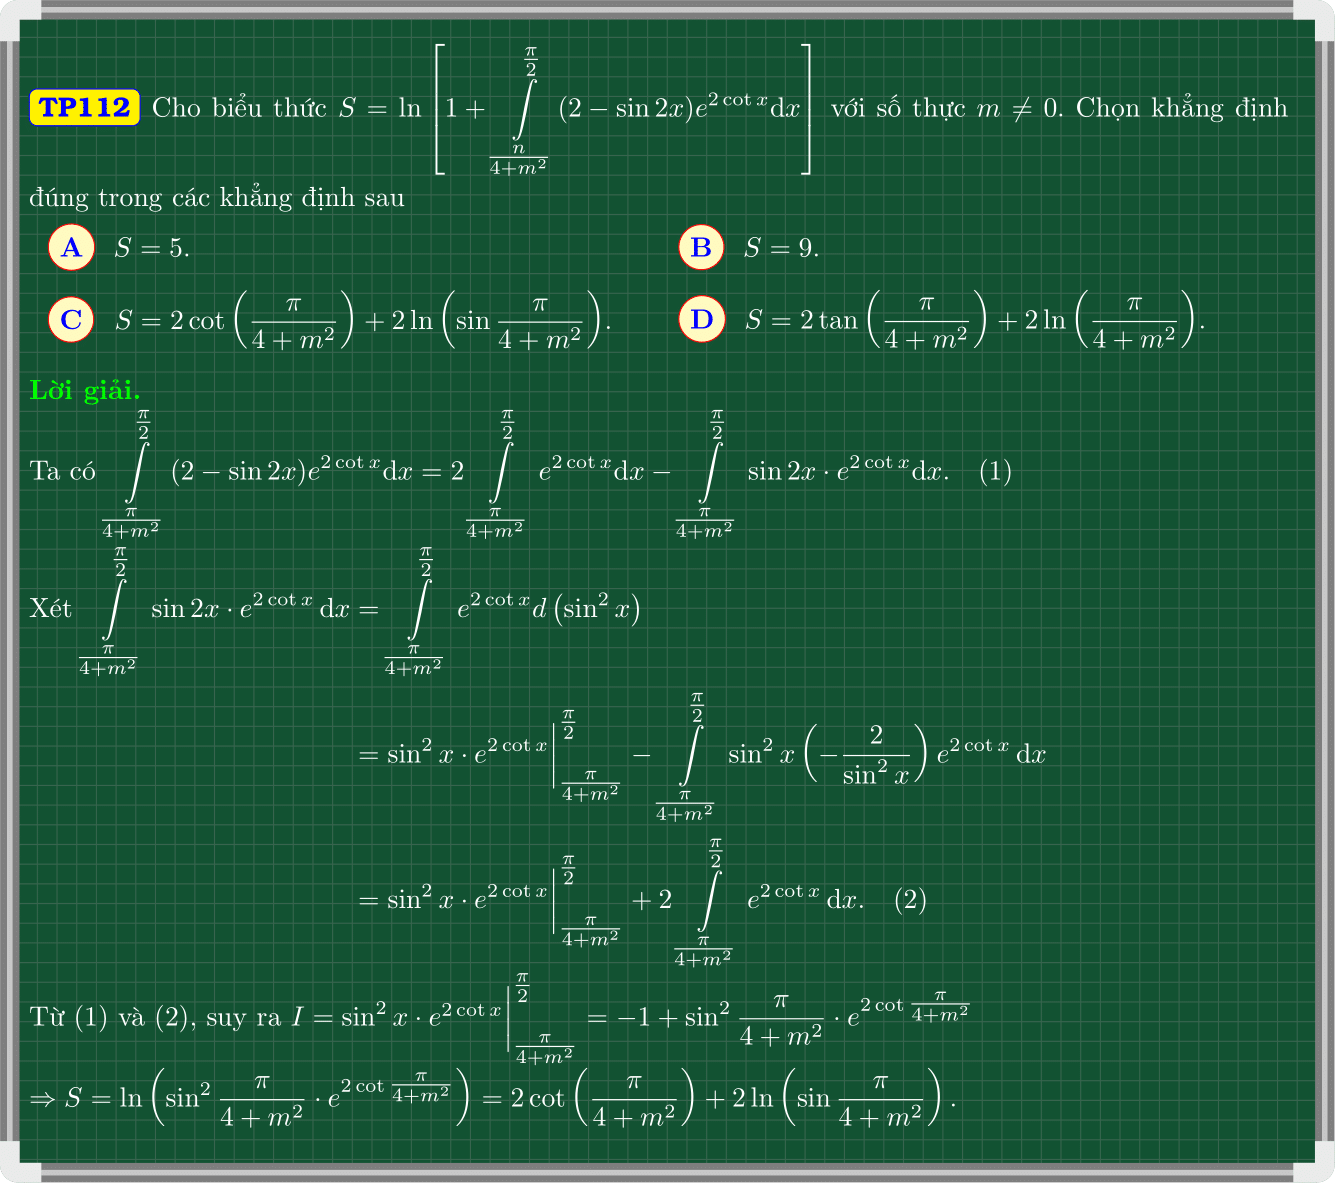 TP112 Cho biểu thức $S = \ln\left[1 + \int\limits_{\frac{n}{4+m^2}}^{\frac{\pi}{2}} (2 - \sin 2x)e^{2\cot x}\mathrm{d}x\right]$ với số thực $m \neq 0$. Chọn khẳng định
đúng trong các khẳng định sau
A $S = 5$. B $S = 9$.
C $S = 2\cot\left(\frac{\pi}{4+m^2}\right) + 2\ln\left(\sin\frac{\pi}{4+m^2}\right)$. D $S = 2\tan\left(\frac{\pi}{4+m^2}\right) + 2\ln\left(\frac{\pi}{4+m^2}\right)$.
Lời giải.
Ta có $\int\limits_{\frac{\pi}{4+m^2}}^{\frac{\pi}{2}} (2 - \sin 2x)e^{2\cot x}\mathrm{d}x = 2\int\limits_{\frac{\pi}{4+m^2}}^{\frac{\pi}{2}} e^{2\cot x}\mathrm{d}x - \int\limits_{\frac{\pi}{4+m^2}}^{\frac{\pi}{2}} \sin 2x \cdot e^{2\cot x}\mathrm{d}x.$ (1)
Xét $\int\limits_{\frac{\pi}{4+m^2}}^{\frac{\pi}{2}} \sin 2x \cdot e^{2\cot x}\,\mathrm{d}x = \int\limits_{\frac{\pi}{4+m^2}}^{\frac{\pi}{2}} e^{2\cot x}d\left(\sin^2 x\right)$
$= \sin^2 x \cdot e^{2\cot x}\Big|_{\frac{\pi}{4+m^2}}^{\frac{\pi}{2}} - \int\limits_{\frac{\pi}{4+m^2}}^{\frac{\pi}{2}} \sin^2 x\left(-\frac{2}{\sin^2 x}\right)e^{2\cot x}\,\mathrm{d}x$
$= \sin^2 x \cdot e^{2\cot x}\Big|_{\frac{\pi}{4+m^2}}^{\frac{\pi}{2}} + 2\int\limits_{\frac{\pi}{4+m^2}}^{\frac{\pi}{2}} e^{2\cot x}\,\mathrm{d}x.$ (2)
Từ (1) và (2), suy ra $I = \sin^2 x \cdot e^{2\cot x}\Big|_{\frac{\pi}{4+m^2}}^{\frac{\pi}{2}} = -1 + \sin^2\frac{\pi}{4+m^2} \cdot e^{2\cot\frac{\pi}{4+m^2}}$
$\Rightarrow S = \ln\left(\sin^2\frac{\pi}{4+m^2} \cdot e^{2\cot\frac{\pi}{4+m^2}}\right) = 2\cot\left(\frac{\pi}{4+m^2}\right) + 2\ln\left(\sin\frac{\pi}{4+m^2}\right).$